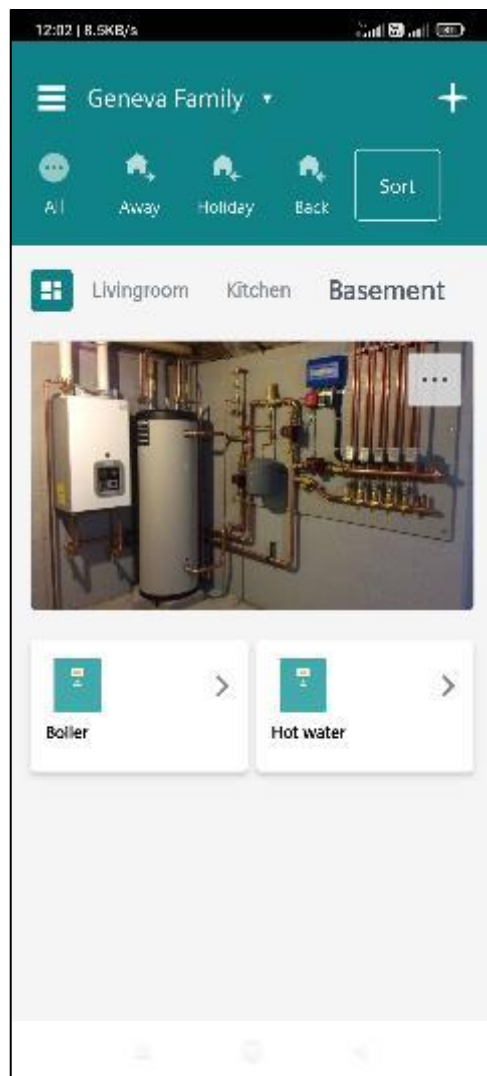 12:02 | 8.5KB/s
Geneva Family
All Away Holiday Back Sort
Livingroom Kitchen Basement
Boiler Hot water